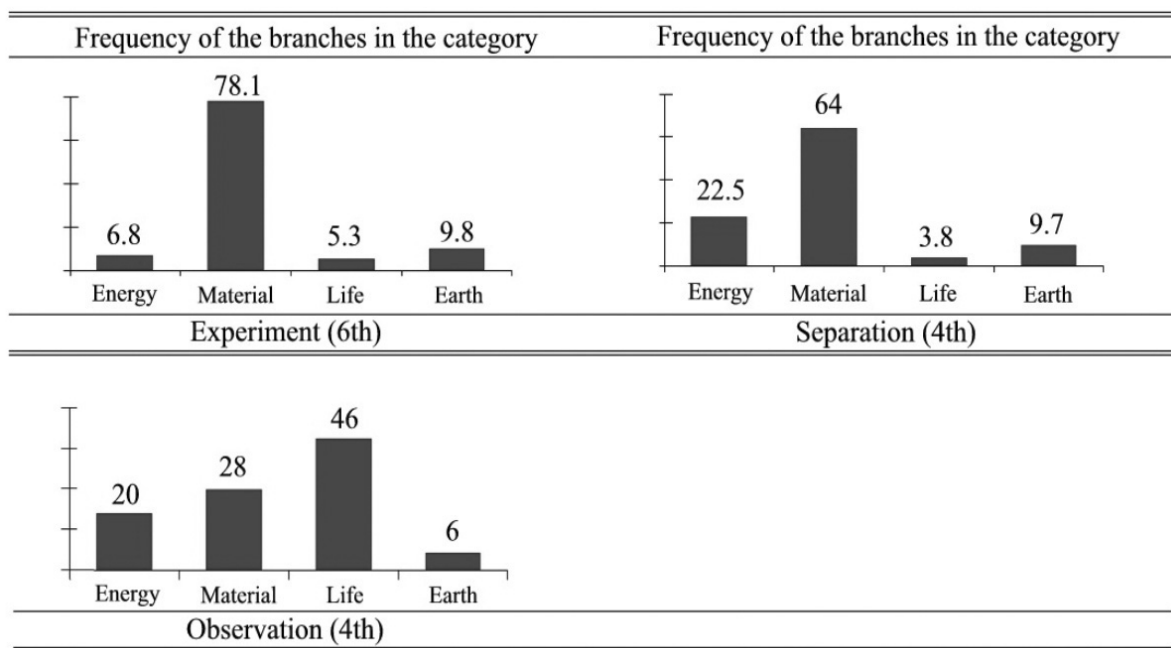 Frequency of the branches in the category
Frequency of the branches in the category
78.1
6.8
5.3
9.8
Energy Material Life Earth
Experiment (6th)
64
22.5
3.8
9.7
Energy Material Life Earth
Separation (4th)
46
28
20
6
Energy Material Life Earth
Observation (4th)